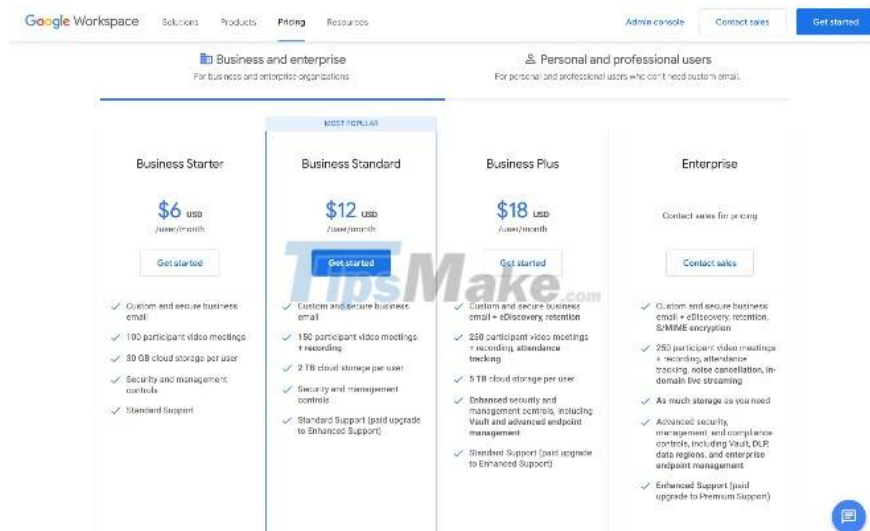 Google Workspace Solutions Products Pricing Resources Admin console Contact sales Get started
Business and enterprise
For business and enterprise organizations
Personal and professional users
For personal and professional users who don't need custom email.
MOST POPULAR
Business Starter
$6 USD
/user/month
Get started
Custom and secure business
email
100 participant video meetings
30 GB cloud storage per user
Security and management
controls
Standard Support
Business Standard
$12 USD
/user/month
Get started
Custom and secure business
email
150 participant video meetings
+ recording
2 TB cloud storage per user
Security and management
controls
Standard Support (paid upgrade
to Enhanced Support)
Business Plus
$18 USD
/user/month
Get started
Custom and secure business
email + eDiscovery, retention
250 participant video meetings
+ recording, attendance
tracking
5 TB cloud storage per user
Enhanced security and
management controls, including
Vault and advanced endpoint
management
Standard Support (paid upgrade
to Enhanced Support)
Enterprise
Contact sales for pricing
Contact sales
Custom and secure business
email + eDiscovery, retention,
S/MIME encryption
250 participant video meetings
+ recording, attendance
tracking, noise cancellation, in-
domain live streaming
As much storage as you need
Advanced security,
management, and compliance
controls, including Vault, DLP,
data regions, and enterprise
endpoint management
Enhanced Support (paid
upgrade to Premium Support)
TipsMake.com